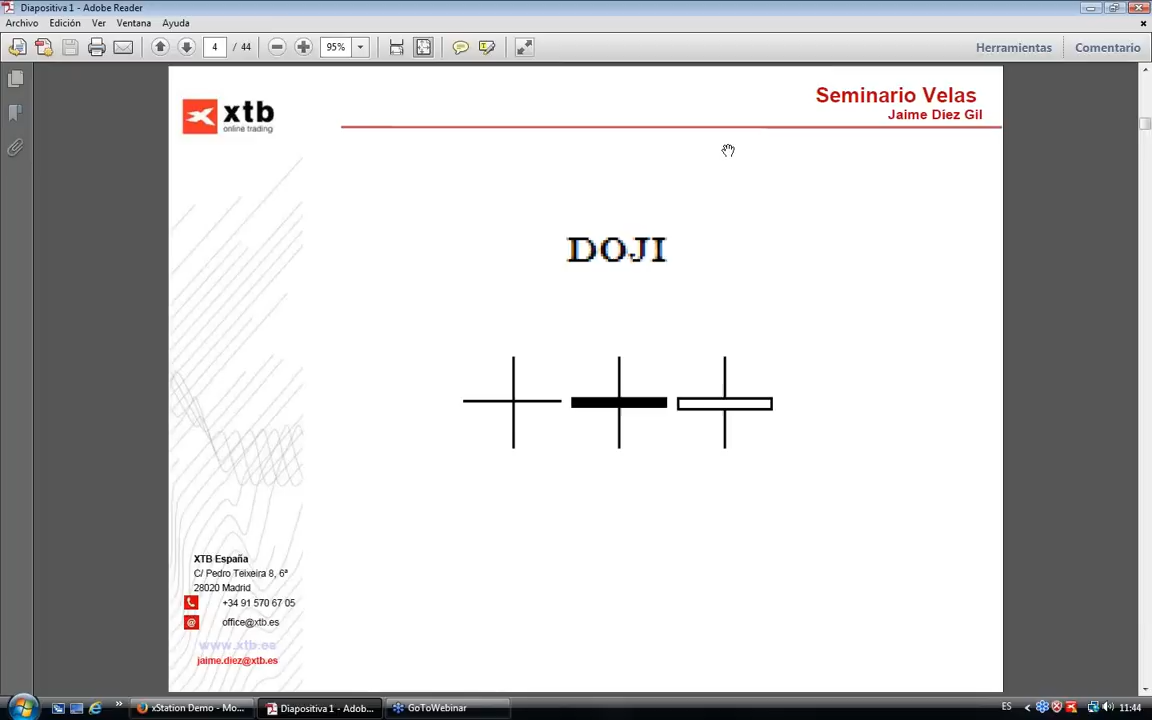 Diapositiva 1 - Adobe Reader
Archivo Edición Ver Ventana Ayuda
4 / 44 95% Herramientas Comentario
xtb
online trading
Seminario Velas
Jaime Díez Gil
DOJI
XTB España
C/ Pedro Teixeira 8, 6ª
28020 Madrid
+34 91 570 67 05
@ office@xtb.es
www.xtb.es
jaime.diez@xtb.es
» xStation Demo - Mo... Diapositiva 1 - Adob... GoToWebinar ES 11:44